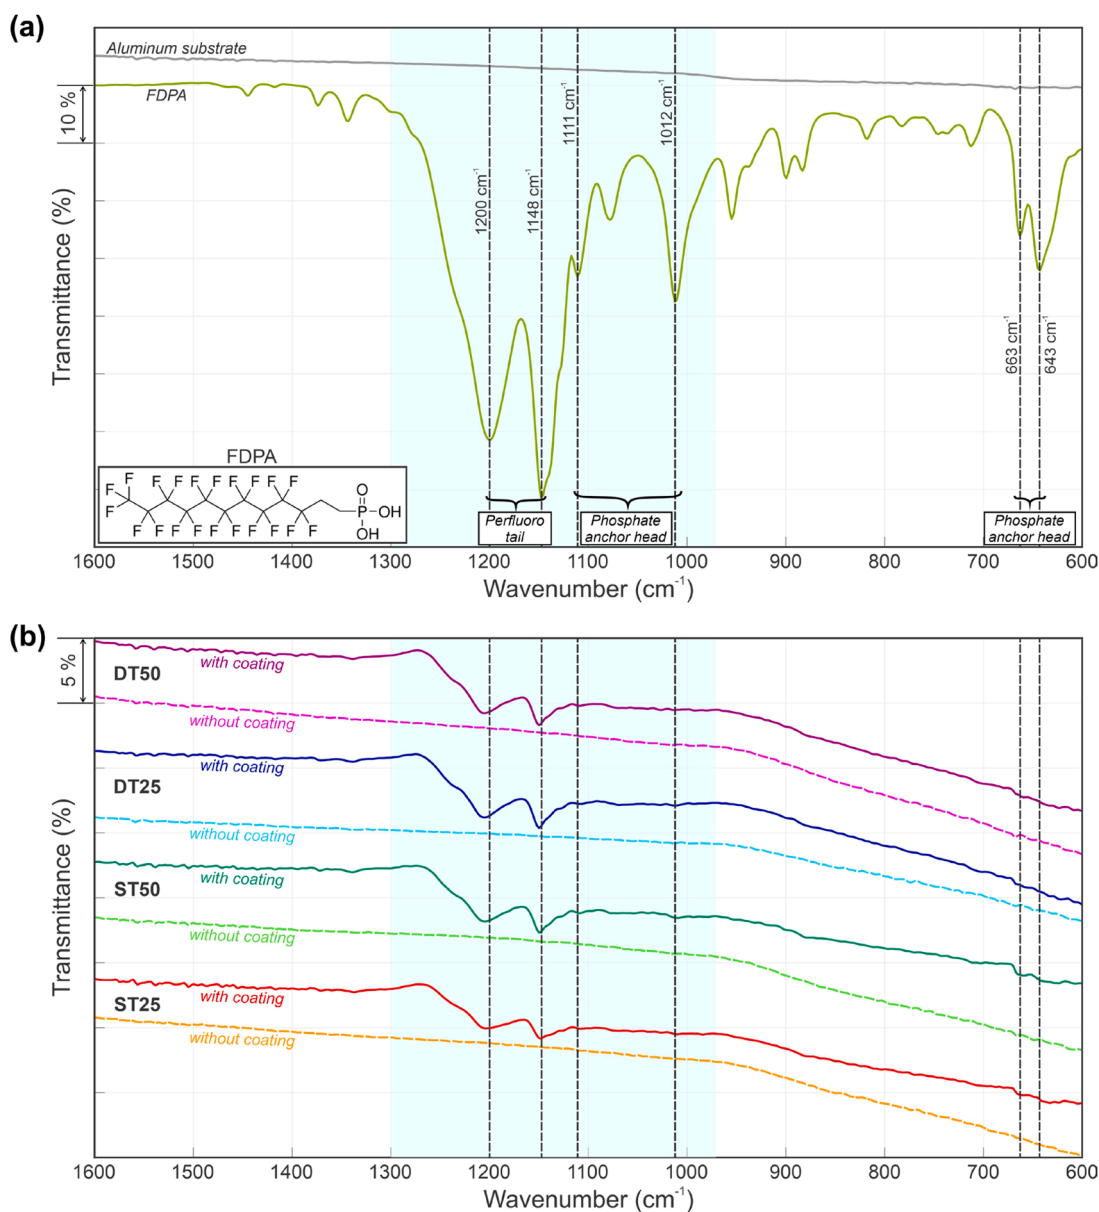 (a)
Aluminum substrate
FDPA
10 %
Transmittance (%)
1200 cm⁻¹
1148 cm⁻¹
1111 cm⁻¹
1012 cm⁻¹
663 cm⁻¹
643 cm⁻¹
FDPA
F F F F F F F F F F
F
F F F F F F F F F F
P
O
OH
OH
Perfluoro
tail
Phosphate
anchor head
Phosphate
anchor head
1600 1500 1400 1300 1200 1100 1000 900 800 700 600
Wavenumber (cm⁻¹)
(b)
5 %
Transmittance (%)
DT50
with coating
without coating
DT25
with coating
without coating
ST50
with coating
without coating
ST25
with coating
without coating
1600 1500 1400 1300 1200 1100 1000 900 800 700 600
Wavenumber (cm⁻¹)